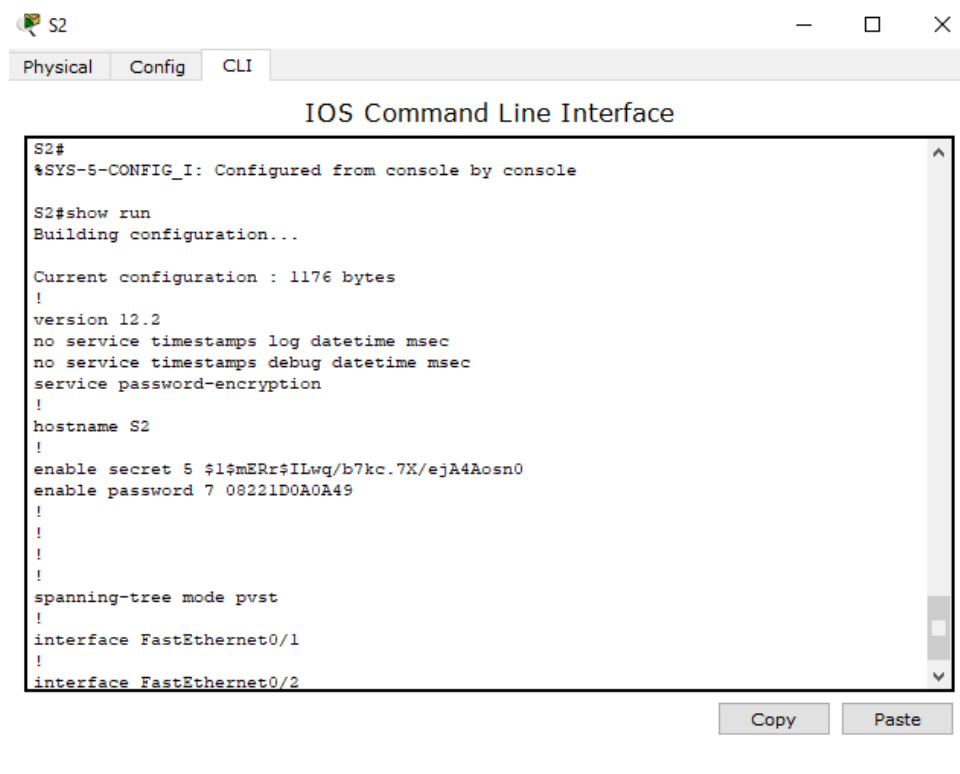 S2
Physical Config CLI
IOS Command Line Interface
S2#
%SYS-5-CONFIG_I: Configured from console by console
S2#show run
Building configuration...
Current configuration : 1176 bytes
!
version 12.2
no service timestamps log datetime msec
no service timestamps debug datetime msec
service password-encryption
!
hostname S2
!
enable secret 5 $1$mERr$ILwq/b7kc.7X/ejA4Aosn0
enable password 7 08221D0A0A49
!
!
!
!
spanning-tree mode pvst
!
interface FastEthernet0/1
!
interface FastEthernet0/2
Copy Paste